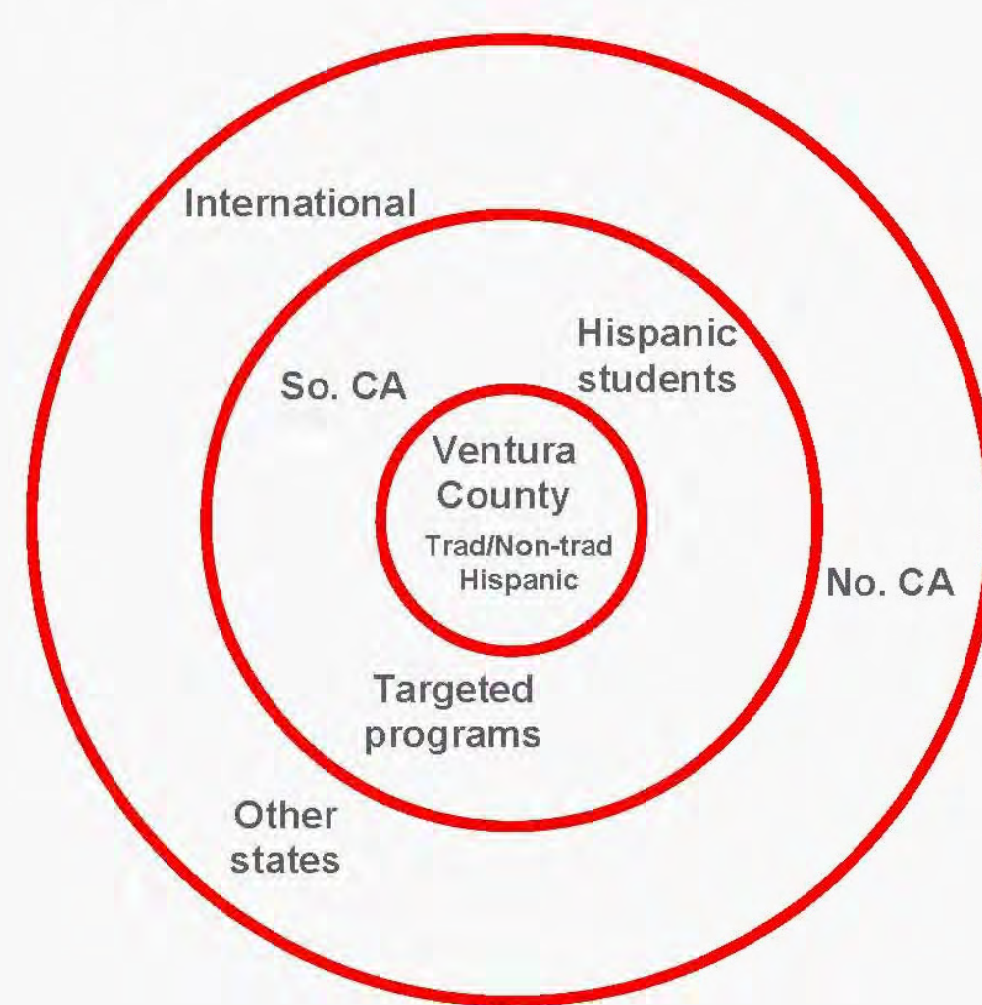 International
Hispanic
students
So. CA
Ventura
County
Trad/Non-trad
Hispanic
No. CA
Targeted
programs
Other
states